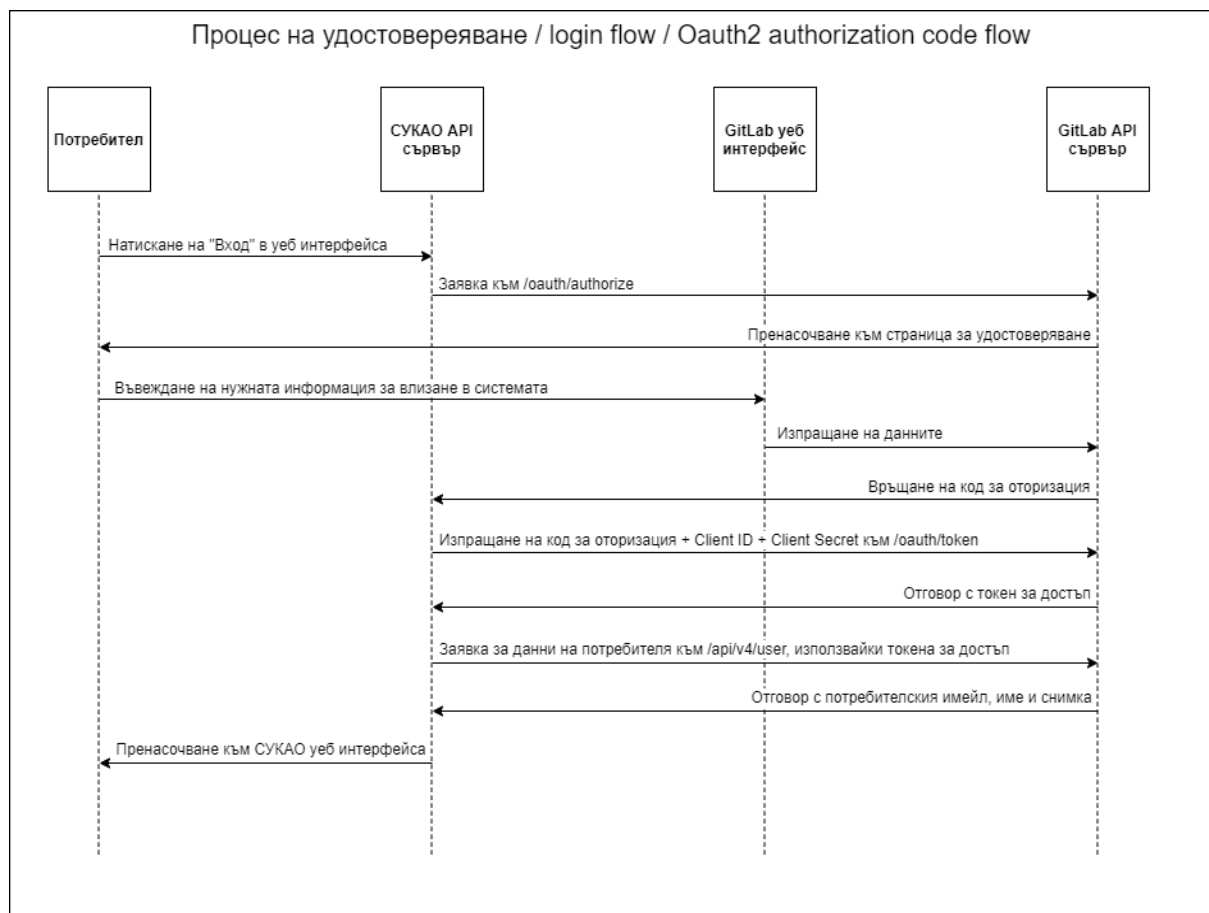 Процес на удостовереяване / login flow / Oauth2 authorization code flow
Потребител
СУКАО API
сървър
GitLab уеб
интерфейс
GitLab API
сървър
Натискане на "Вход" в уеб интерфейса
Заявка към /oauth/authorize
Пренасочване към страница за удостоверяване
Въвеждане на нужната информация за влизане в системата
Изпращане на данните
Връщане на код за оторизация
Изпращане на код за оторизация + Client ID + Client Secret към /oauth/token
Отговор с токен за достъп
Заявка за данни на потребителя към /api/v4/user, използвайки токена за достъп
Отговор с потребителския имейл, име и снимка
Пренасочване към СУКАО уеб интерфейса